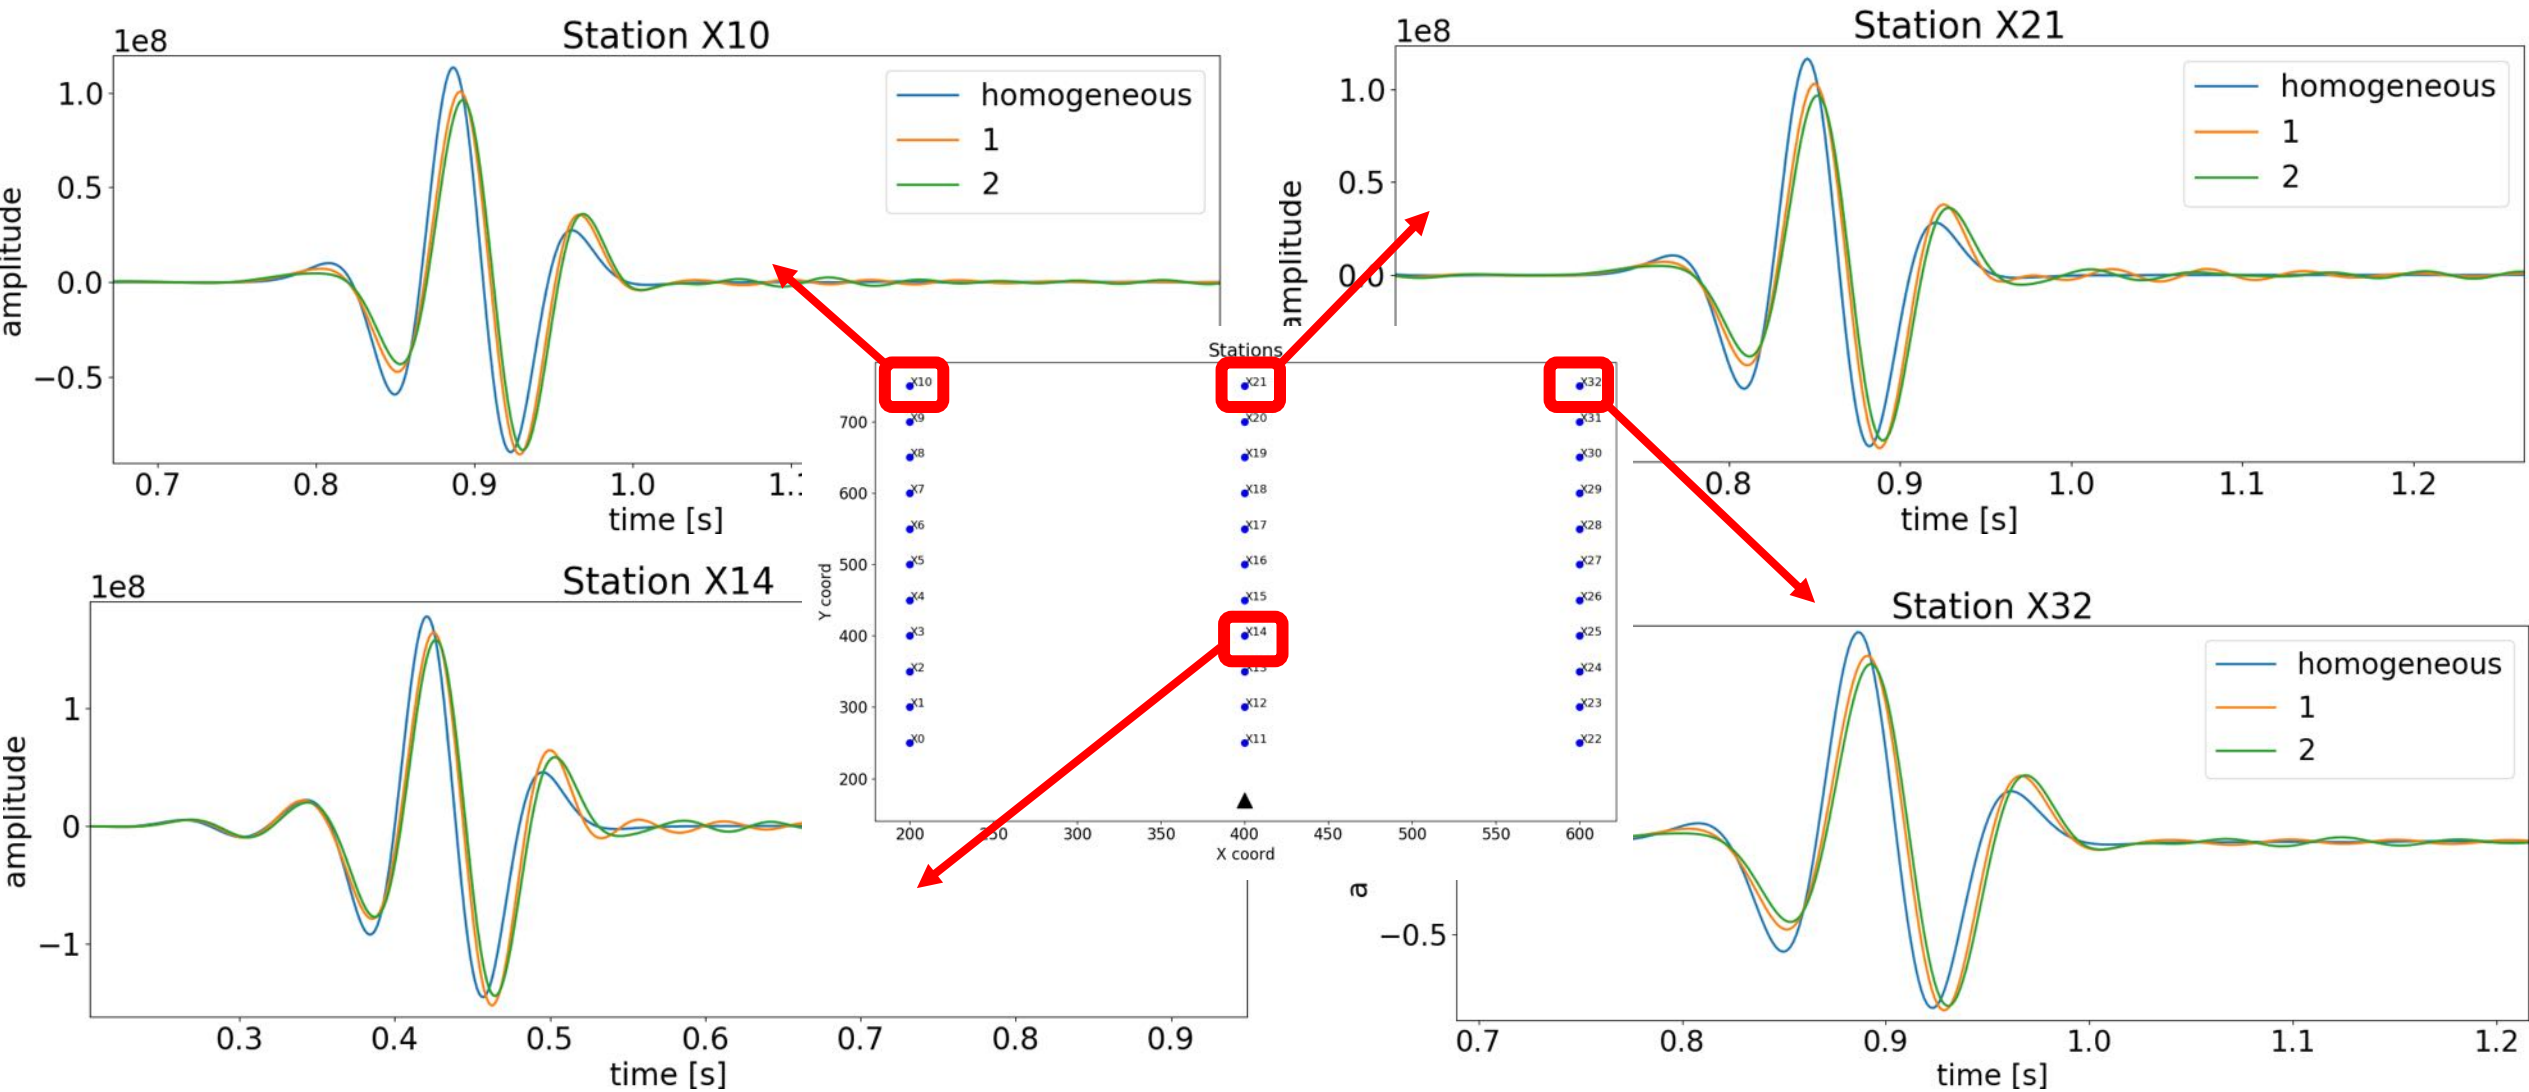 Station X10
1e8
homogeneous
1
2
1.0
0.5
0.0
−0.5
amplitude
0.7
0.8
0.9
1.0
time [s]
Station X21
1e8
homogeneous
1
2
1.0
0.5
0.0
amplitude
0.8
0.9
1.0
1.1
1.2
time [s]
Stations
X10
X21
X32
X9
X20
X31
X8
X19
X30
X7
X18
X29
X6
X17
X28
X5
X16
X27
X4
X15
X26
X3
X14
X25
X2
X13
X24
X1
X12
X23
X0
X11
X22
700
600
500
400
300
200
Y coord
200
250
300
350
400
450
500
550
600
X coord
Station X14
1e8
1
0
−1
amplitude
0.3
0.4
0.5
0.6
0.7
0.8
0.9
time [s]
Station X32
homogeneous
1
2
a
−0.5
0.7
0.8
0.9
1.0
1.1
1.2
time [s]